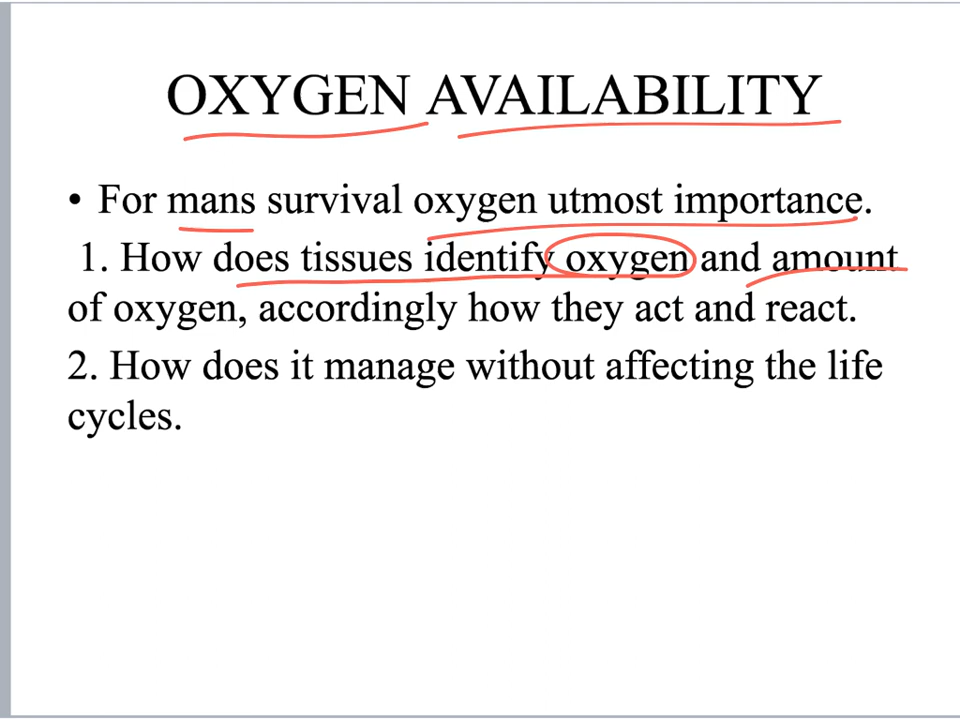 OXYGEN AVAILABILITY
• For mans survival oxygen utmost importance.
1. How does tissues identify oxygen and amount
of oxygen, accordingly how they act and react.
2. How does it manage without affecting the life
cycles.